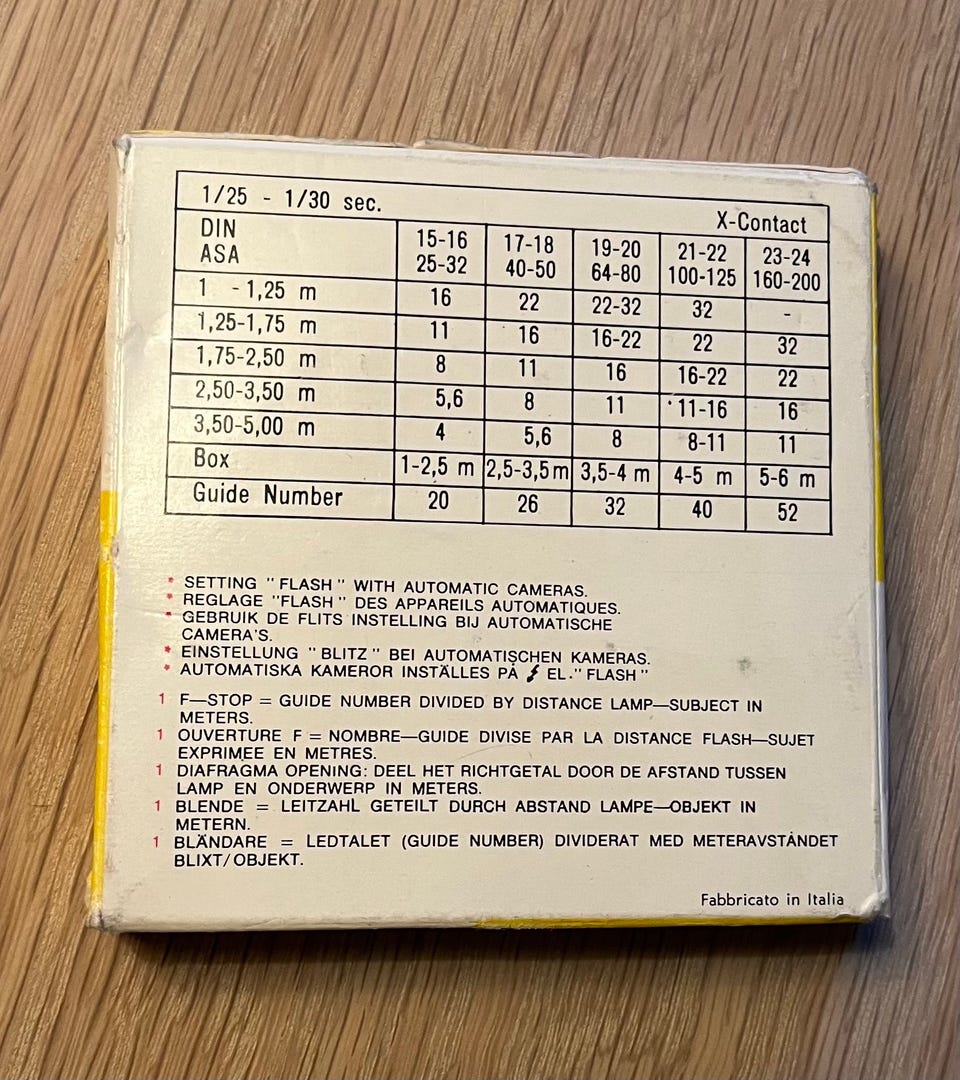 1/25 - 1/30 sec.
X-Contact
DIN 15-16 17-18 19-20 21-22 23-24
ASA 25-32 40-50 64-80 100-125 160-200
1 - 1,25 m 16 22 22-32 32 -
1,25-1,75 m 11 16 16-22 22 32
1,75-2,50 m 8 11 16 16-22 22
2,50-3,50 m 5,6 8 11 11-16 16
3,50-5,00 m 4 5,6 8 8-11 11
Box 1-2,5 m 2,5-3,5 m 3,5-4 m 4-5 m 5-6 m
Guide Number 20 26 32 40 52
* SETTING "FLASH" WITH AUTOMATIC CAMERAS.
* REGLAGE "FLASH" DES APPAREILS AUTOMATIQUES.
* GEBRUIK DE FLITS INSTELLING BIJ AUTOMATISCHE
CAMERA'S.
* EINSTELLUNG "BLITZ" BEI AUTOMATISCHEN KAMERAS.
* AUTOMATISKA KAMEROR INSTÄLLES PÅ EL. "FLASH"
1 F—STOP = GUIDE NUMBER DIVIDED BY DISTANCE LAMP—SUBJECT IN
METERS.
1 OUVERTURE F = NOMBRE—GUIDE DIVISE PAR LA DISTANCE FLASH—SUJET
EXPRIMEE EN METRES.
1 DIAFRAGMA OPENING: DEEL HET RICHTGETAL DOOR DE AFSTAND TUSSEN
LAMP EN ONDERWERP IN METERS.
1 BLENDE = LEITZAHL GETEILT DURCH ABSTAND LAMPE—OBJEKT IN
METERN.
1 BLÄNDARE = LEDTALET (GUIDE NUMBER) DIVIDERAT MED METERAVSTÅNDET
BLIXT/OBJEKT.
Fabbricato in Italia